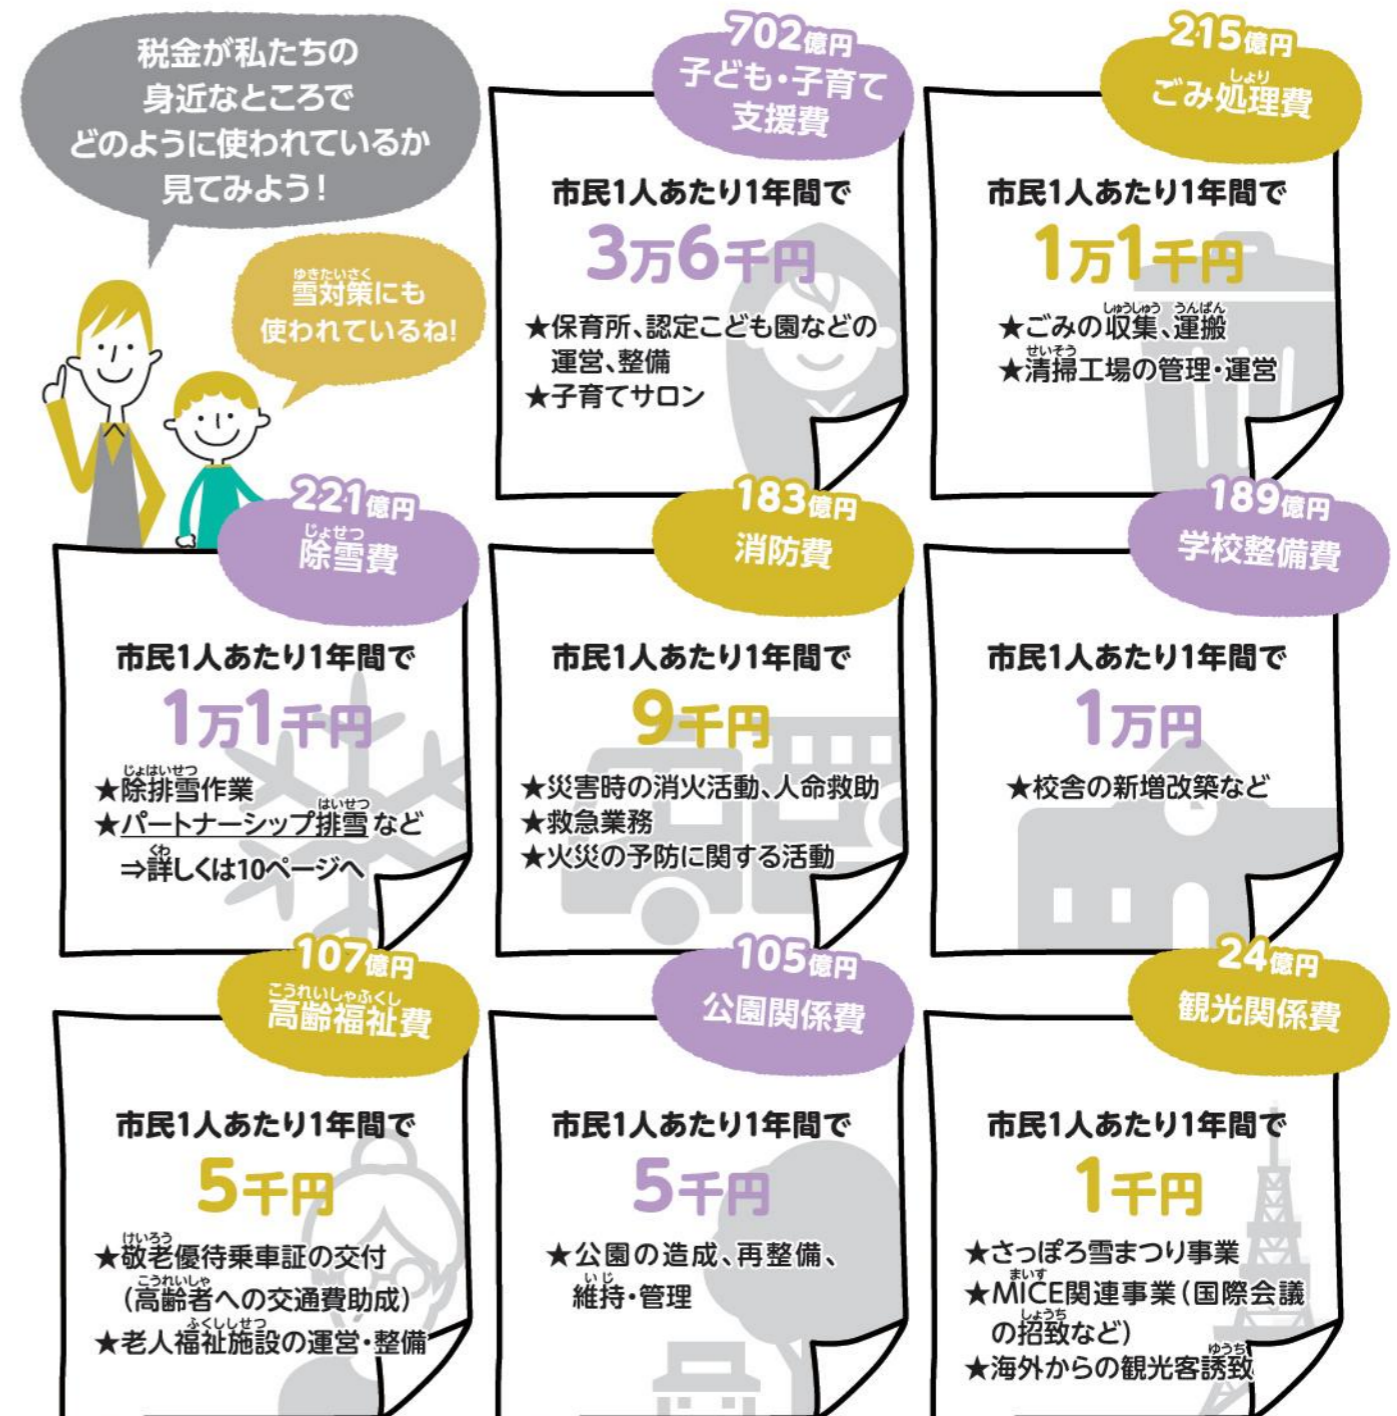 税金が私たちの
身近なところで
どのように使われているか
見てみよう!
ゆきたいさく
雪対策にも
使われているね!
702億円
子ども・子育て
支援費
市民1人あたり1年間で
3万6千円
★保育所、認定こども園などの
運営、整備
★子育てサロン
215億円
しょり
ごみ処理費
市民1人あたり1年間で
1万1千円
しゅうしゅう うんぱん
★ごみの収集、運搬
せいそう
★清掃工場の管理・運営
221億円
じょせつ
除雪費
市民1人あたり1年間で
1万1千円
じょはいせつ
★除排雪作業
はいせつ
★パートナーシップ排雪など
くわ
⇒詳しくは10ページへ
183億円
消防費
市民1人あたり1年間で
9千円
★災害時の消火活動、人命救助
★救急業務
★火災の予防に関する活動
189億円
学校整備費
市民1人あたり1年間で
1万円
★校舎の新増改築など
107億円
こうれいしゃふくし
高齢福祉費
市民1人あたり1年間で
5千円
けいろう
★敬老優待乗車証の交付
こうれいしゃ
(高齢者への交通費助成)
ふくししせつ
★老人福祉施設の運営・整備
105億円
公園関係費
市民1人あたり1年間で
5千円
★公園の造成、再整備、
いじ
維持・管理
24億円
観光関係費
市民1人あたり1年間で
1千円
★さっぽろ雪まつり事業
まいす
★MICE関連事業(国際会議
しょうち
の招致など)
ゆうち
★海外からの観光客誘致